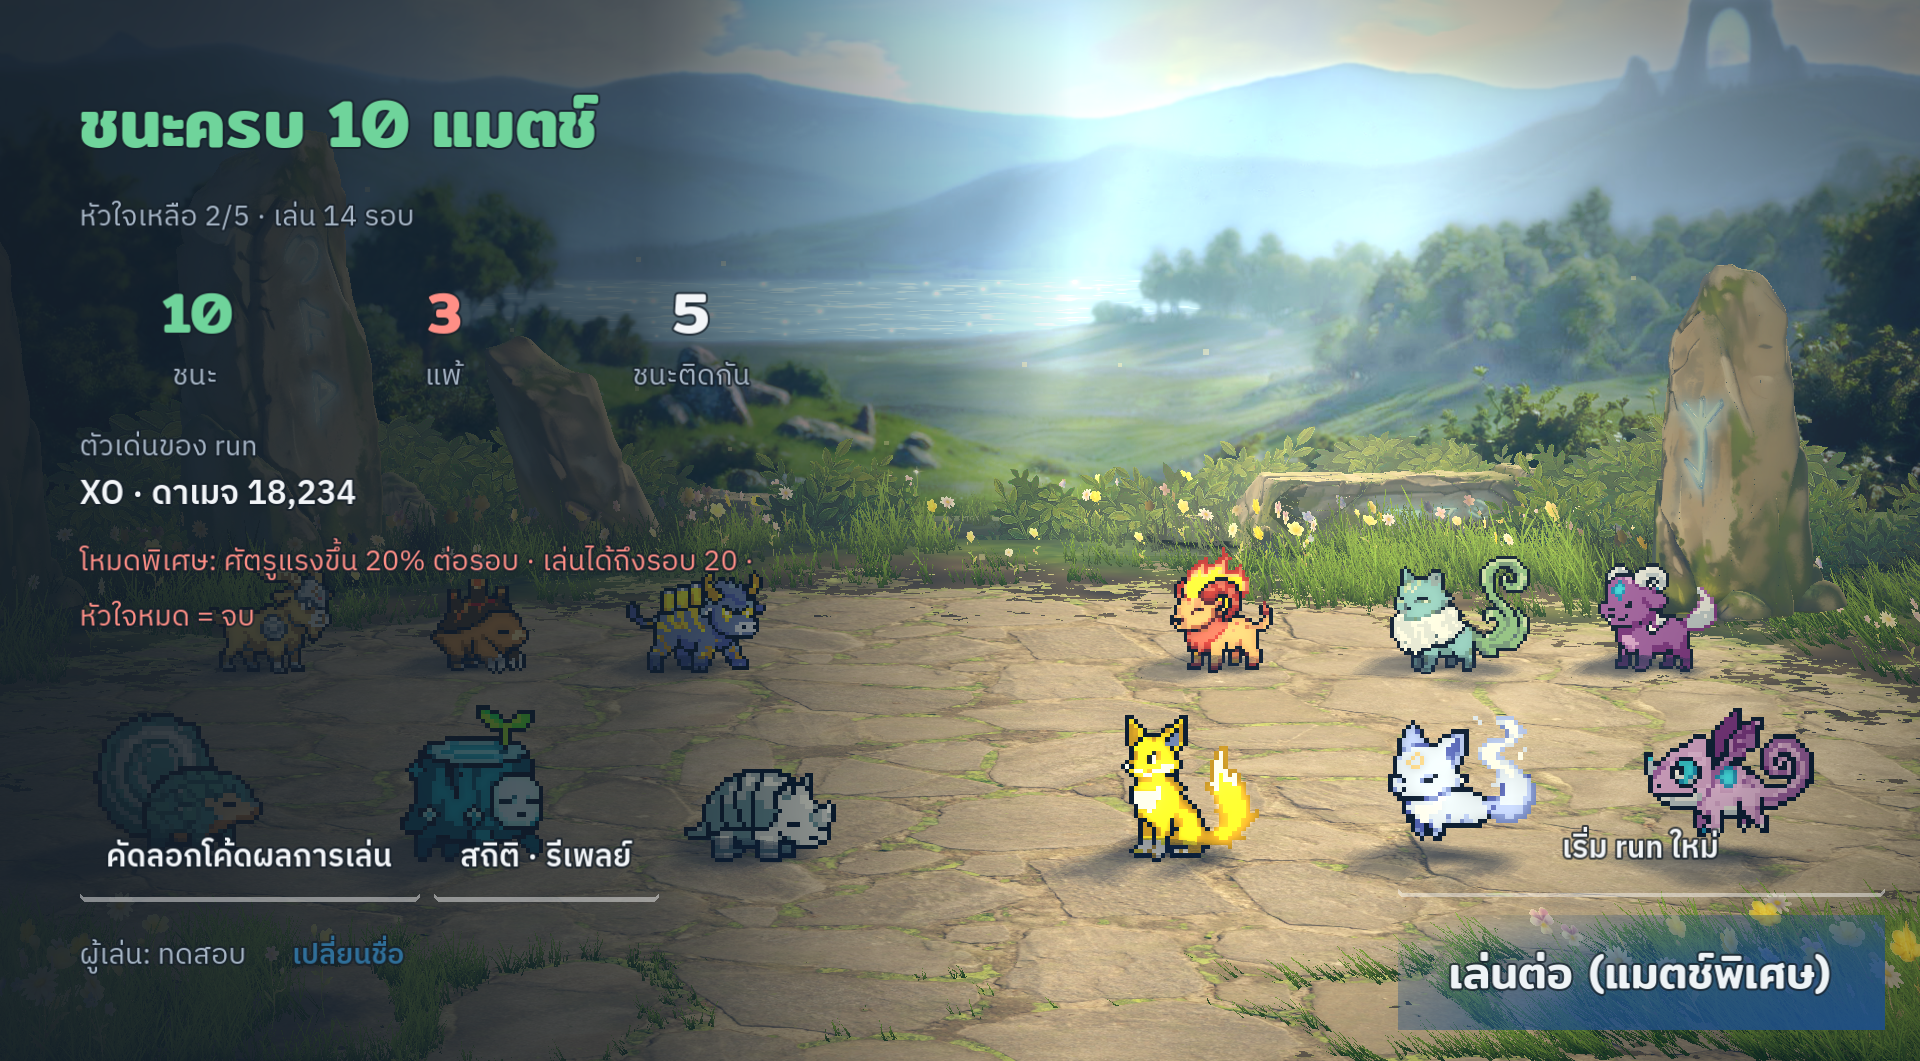 ชนะครบ 10 แมตช์
หัวใจเหลือ 2/5 · เล่น 14 รอบ
10 3 5
ชนะ แพ้ ชนะติดกัน
ตัวเด่นของ run
XO · ดาเมจ 18,234
โหมดพิเศษ: ศัตรูแรงขึ้น 20% ต่อรอบ · เล่นได้ถึงรอบ 20 ·
หัวใจหมด = จบ
คัดลอกโค้ดผลการเล่น สถิติ · รีเพลย์
เริ่ม run ใหม่
ผู้เล่น: ทดสอบ เปลี่ยนชื่อ
เล่นต่อ (แมตช์พิเศษ)